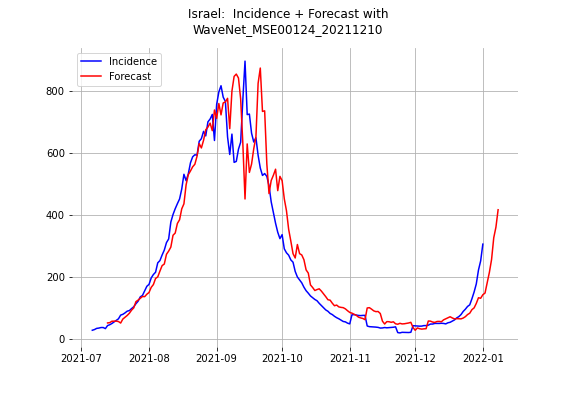 Israel:  Incidence + Forecast with
WaveNet_MSE00124_20211210
Incidence
Forecast
800
600
400
200
0
2021-07 2021-08 2021-09 2021-10 2021-11 2021-12 2022-01